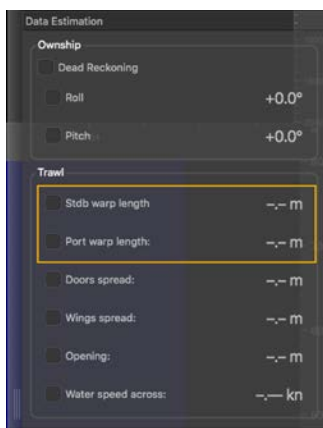 Data Estimation
Ownship
Dead Reckoning
Roll +0.0°
Pitch +0.0°
Trawl
Stdb warp length -.-- m
Port warp length: -.-- m
Doors spread: -.-- m
Wings spread: -.-- m
Opening: -.-- m
Water speed across: -.-- kn